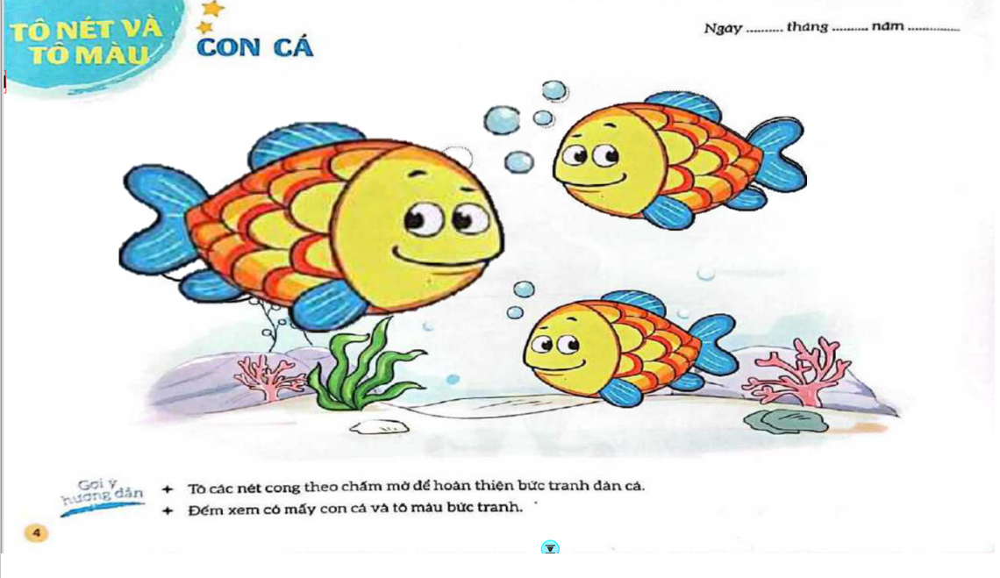 TÔ NÉT VÀ
TÔ MÀU
CON CÁ
Ngày .......... tháng .......... năm ...............
Gợi ý
hướng dẫn
+ Tô các nét cong theo chấm mờ để hoàn thiện bức tranh đàn cá.
+ Đếm xem có mấy con cá và tô màu bức tranh.
4